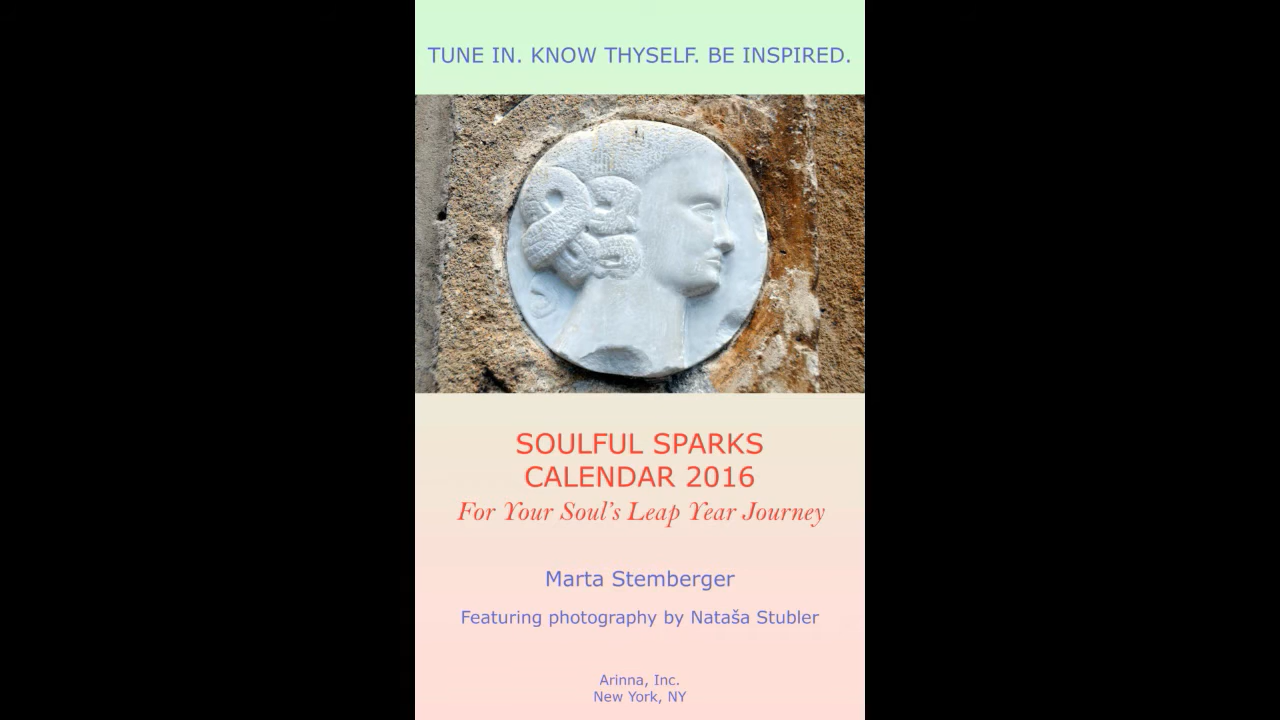 TUNE IN. KNOW THYSELF. BE INSPIRED.
SOULFUL SPARKS
CALENDAR 2016
For Your Soul’s Leap Year Journey
Marta Stemberger
Featuring photography by Nataša Stubler
Arinna, Inc.
New York, NY